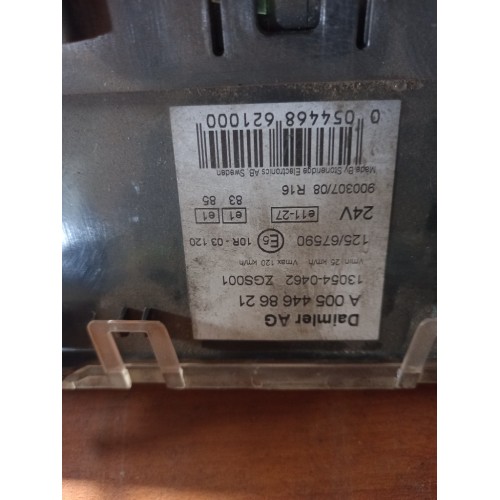 Daimler AG
A 005 446 86 21
13054-0462 ZGS001
Vmin 25 km/h Vmax 120 km/h
125/67590 E5 10R - 03 120
24V e11-27 e1 e1
83 85
900307/08 R16
Made By Stoneridge Electronics AB, Sweden
0 054468 621000